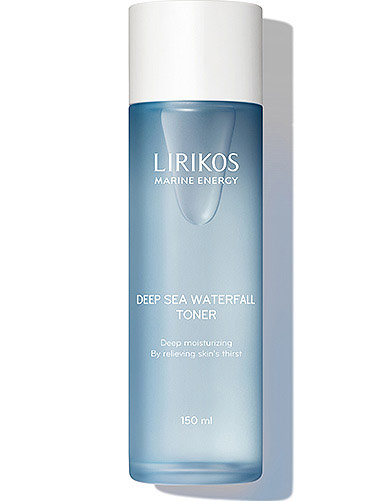 LIRIKOS
MARINE ENERGY
DEEP SEA WATERFALL
TONER
Deep moisturizing
By relieving skin's thirst
150 ml